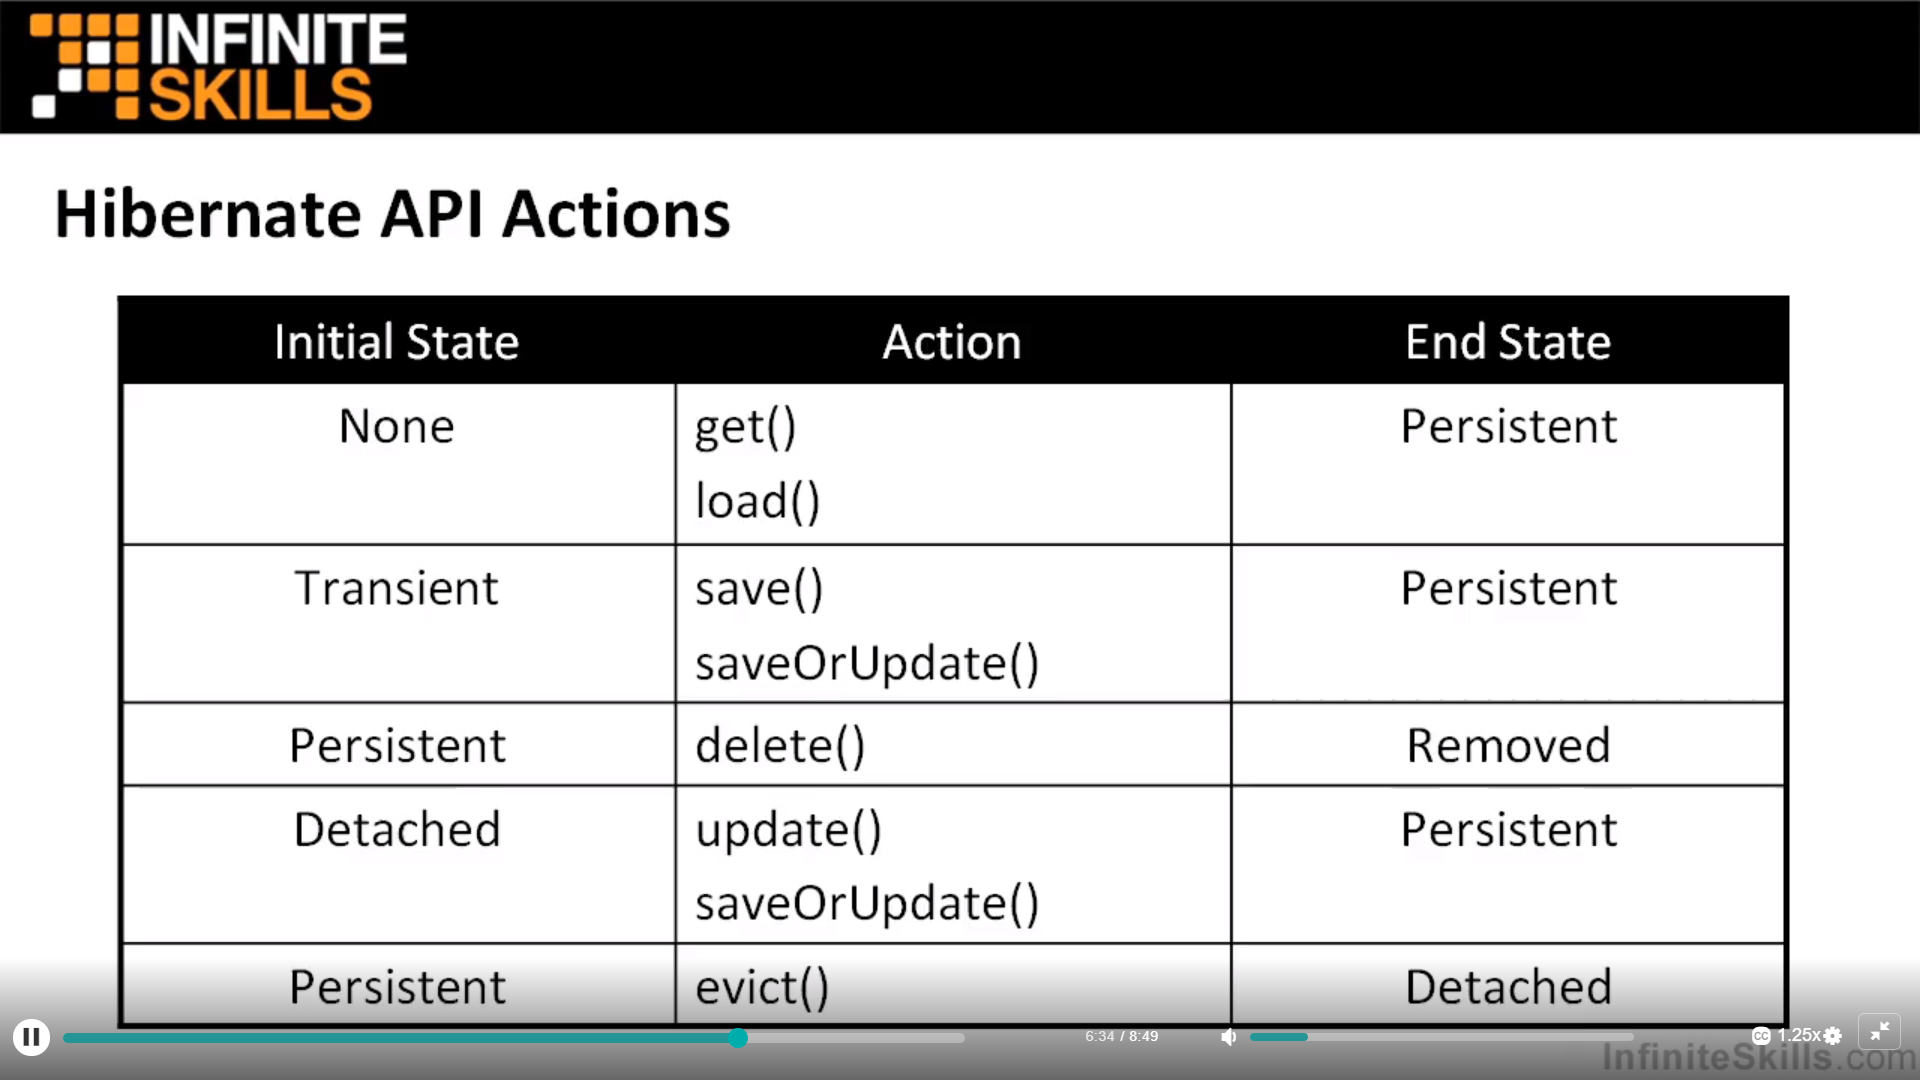 INFINITE
SKILLS
Hibernate API Actions
Initial State Action End State
None get() Persistent
load()
Transient save() Persistent
saveOrUpdate()
Persistent delete() Removed
Detached update() Persistent
saveOrUpdate()
Persistent evict() Detached
6:34 / 8:49 CC 1.25x
InfiniteSkills.com